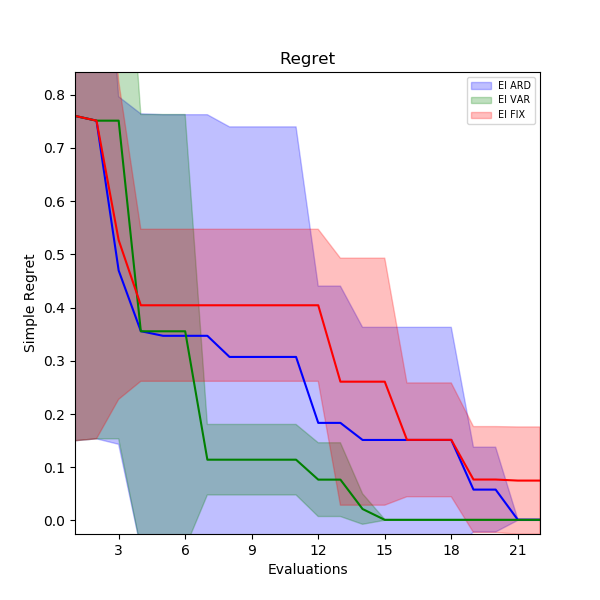 Regret
EI ARD
EI VAR
EI FIX
0.8
0.7
0.6
0.5
0.4
0.3
0.2
0.1
0.0
Simple Regret
3 6 9 12 15 18 21
Evaluations